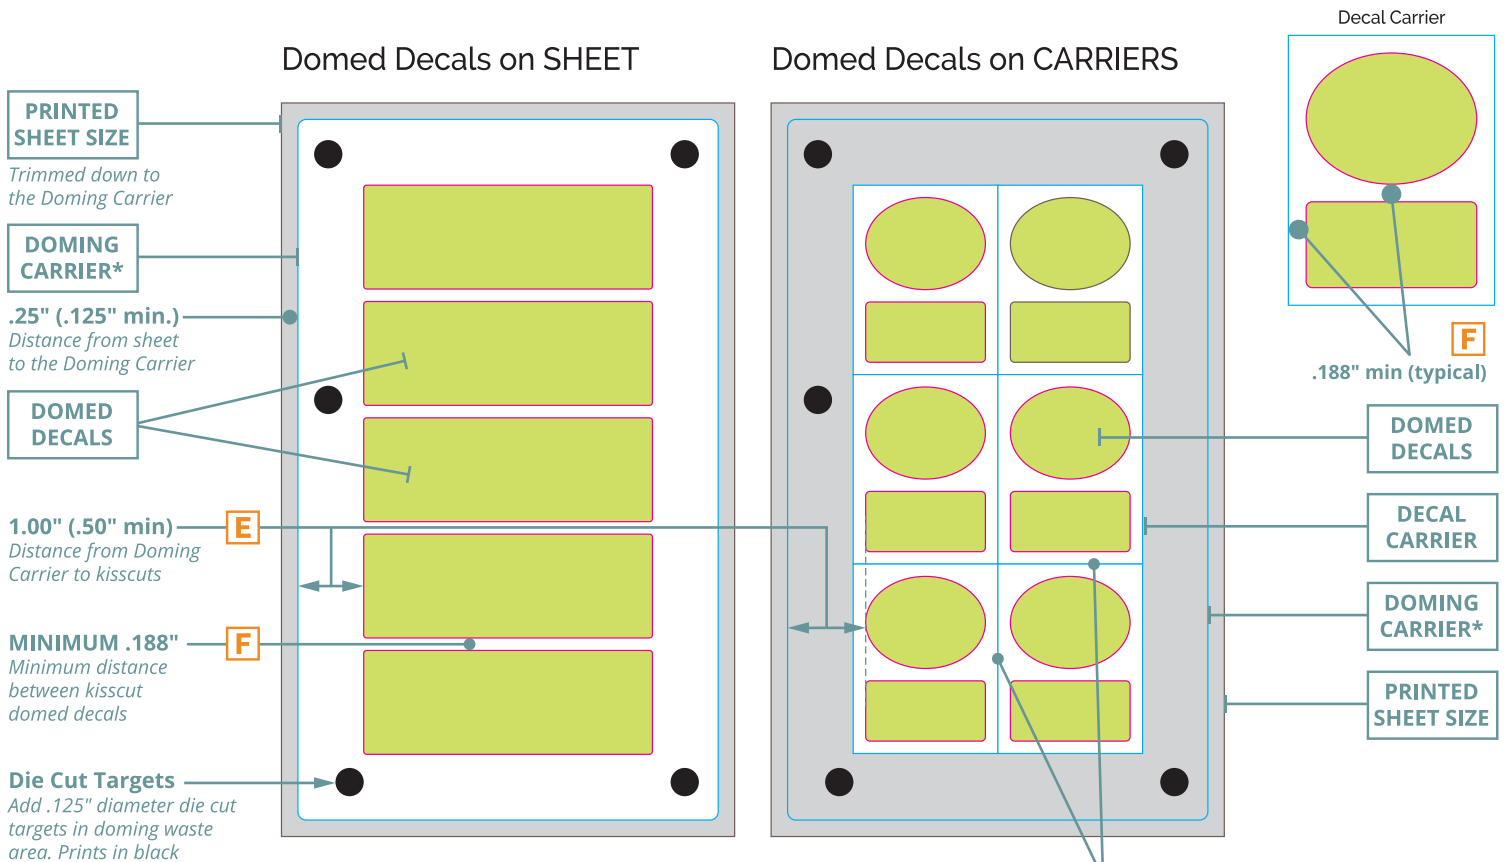 Decal Carrier
Domed Decals on SHEET
Domed Decals on CARRIERS
PRINTED
SHEET SIZE
Trimmed down to
the Doming Carrier
DOMING
CARRIER*
.25" (.125" min.)
Distance from sheet
to the Doming Carrier
DOMED
DECALS
1.00" (.50" min)
E
Distance from Doming
Carrier to kisscuts
MINIMUM .188"
F
Minimum distance
between kisscut
domed decals
Die Cut Targets
Add .125" diameter die cut
targets in doming waste
area. Prints in black
F
.188" min (typical)
DOMED
DECALS
DECAL
CARRIER
DOMING
CARRIER*
PRINTED
SHEET SIZE